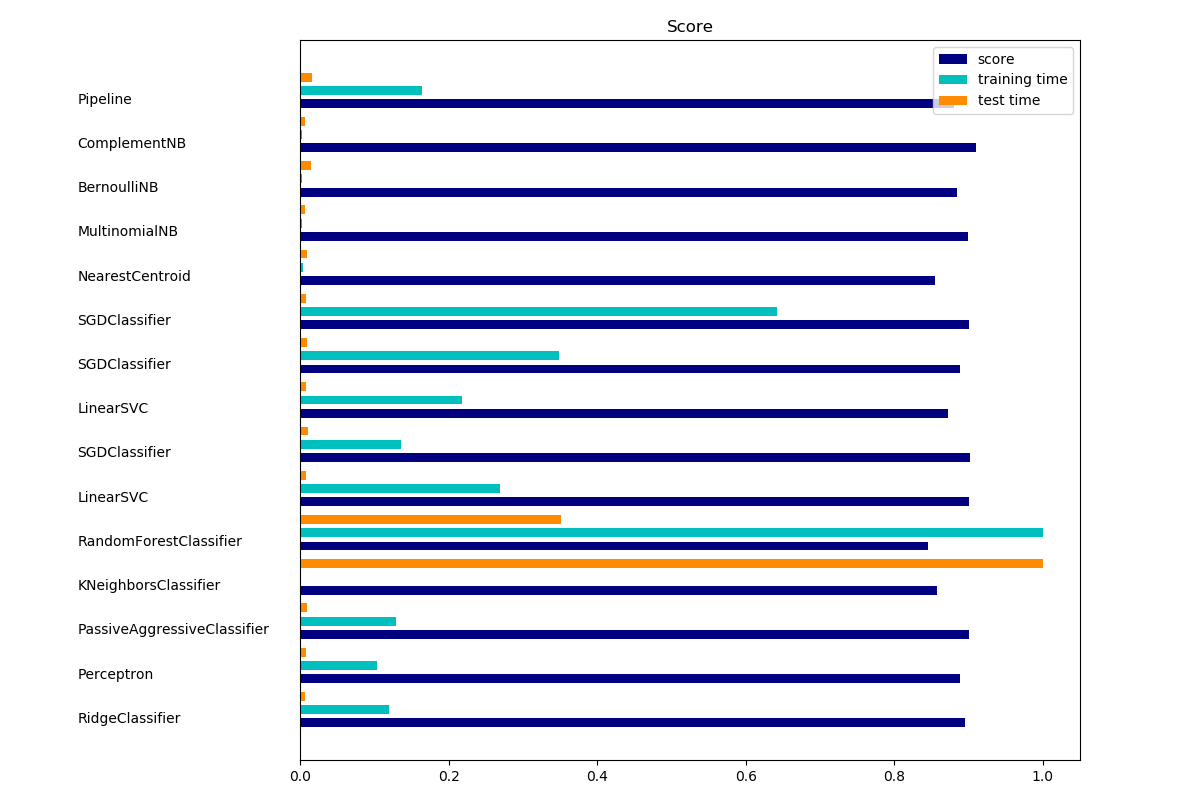 Score
score
training time
test time
Pipeline
ComplementNB
BernoulliNB
MultinomialNB
NearestCentroid
SGDClassifier
SGDClassifier
LinearSVC
SGDClassifier
LinearSVC
RandomForestClassifier
KNeighborsClassifier
PassiveAggressiveClassifier
Perceptron
RidgeClassifier
0.0 0.2 0.4 0.6 0.8 1.0